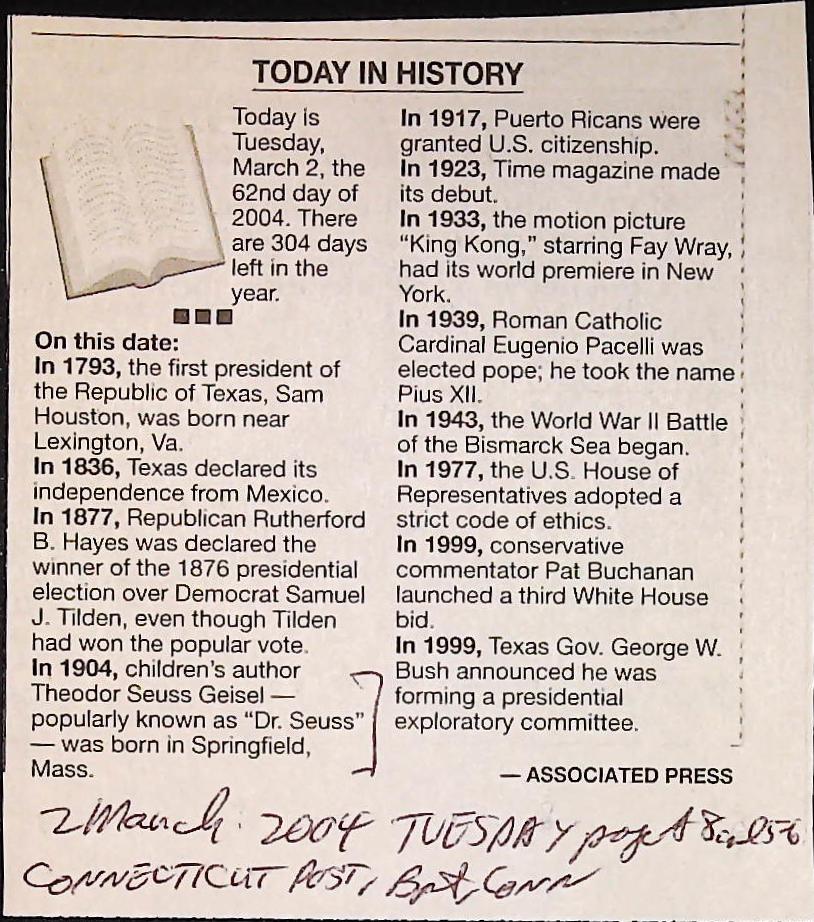 TODAY IN HISTORY
Today is
Tuesday,
March 2, the
62nd day of
2004. There
are 304 days
left in the
year.
On this date:
In 1793, the first president of
the Republic of Texas, Sam
Houston, was born near
Lexington, Va.
In 1836, Texas declared its
independence from Mexico.
In 1877, Republican Rutherford
B. Hayes was declared the
winner of the 1876 presidential
election over Democrat Samuel
J. Tilden, even though Tilden
had won the popular vote.
In 1904, children's author
Theodor Seuss Geisel —
popularly known as “Dr. Seuss”
— was born in Springfield,
Mass.
In 1917, Puerto Ricans were
granted U.S. citizenship.
In 1923, Time magazine made
its debut.
In 1933, the motion picture
“King Kong,” starring Fay Wray,
had its world premiere in New
York.
In 1939, Roman Catholic
Cardinal Eugenio Pacelli was
elected pope; he took the name
Pius XII.
In 1943, the World War II Battle
of the Bismarck Sea began.
In 1977, the U.S. House of
Representatives adopted a
strict code of ethics.
In 1999, conservative
commentator Pat Buchanan
launched a third White House
bid.
In 1999, Texas Gov. George W.
Bush announced he was
forming a presidential
exploratory committee.
— ASSOCIATED PRESS
2 March 2004 TUESDAY page A8
CONNECTICUT POST, Bpt, Conn